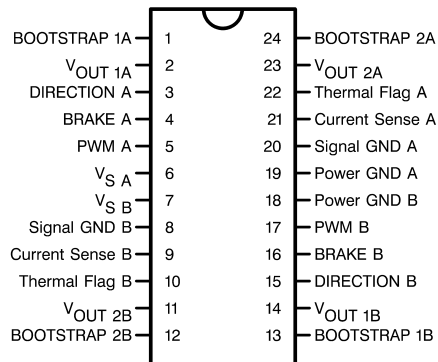 BOOTSTRAP 1A 1 24 BOOTSTRAP 2A
VOUT 1A 2 23 VOUT 2A
DIRECTION A 3 22 Thermal Flag A
BRAKE A 4 21 Current Sense A
PWM A 5 20 Signal GND A
VS A 6 19 Power GND A
VS B 7 18 Power GND B
Signal GND B 8 17 PWM B
Current Sense B 9 16 BRAKE B
Thermal Flag B 10 15 DIRECTION B
VOUT 2B 11 14 VOUT 1B
BOOTSTRAP 2B 12 13 BOOTSTRAP 1B